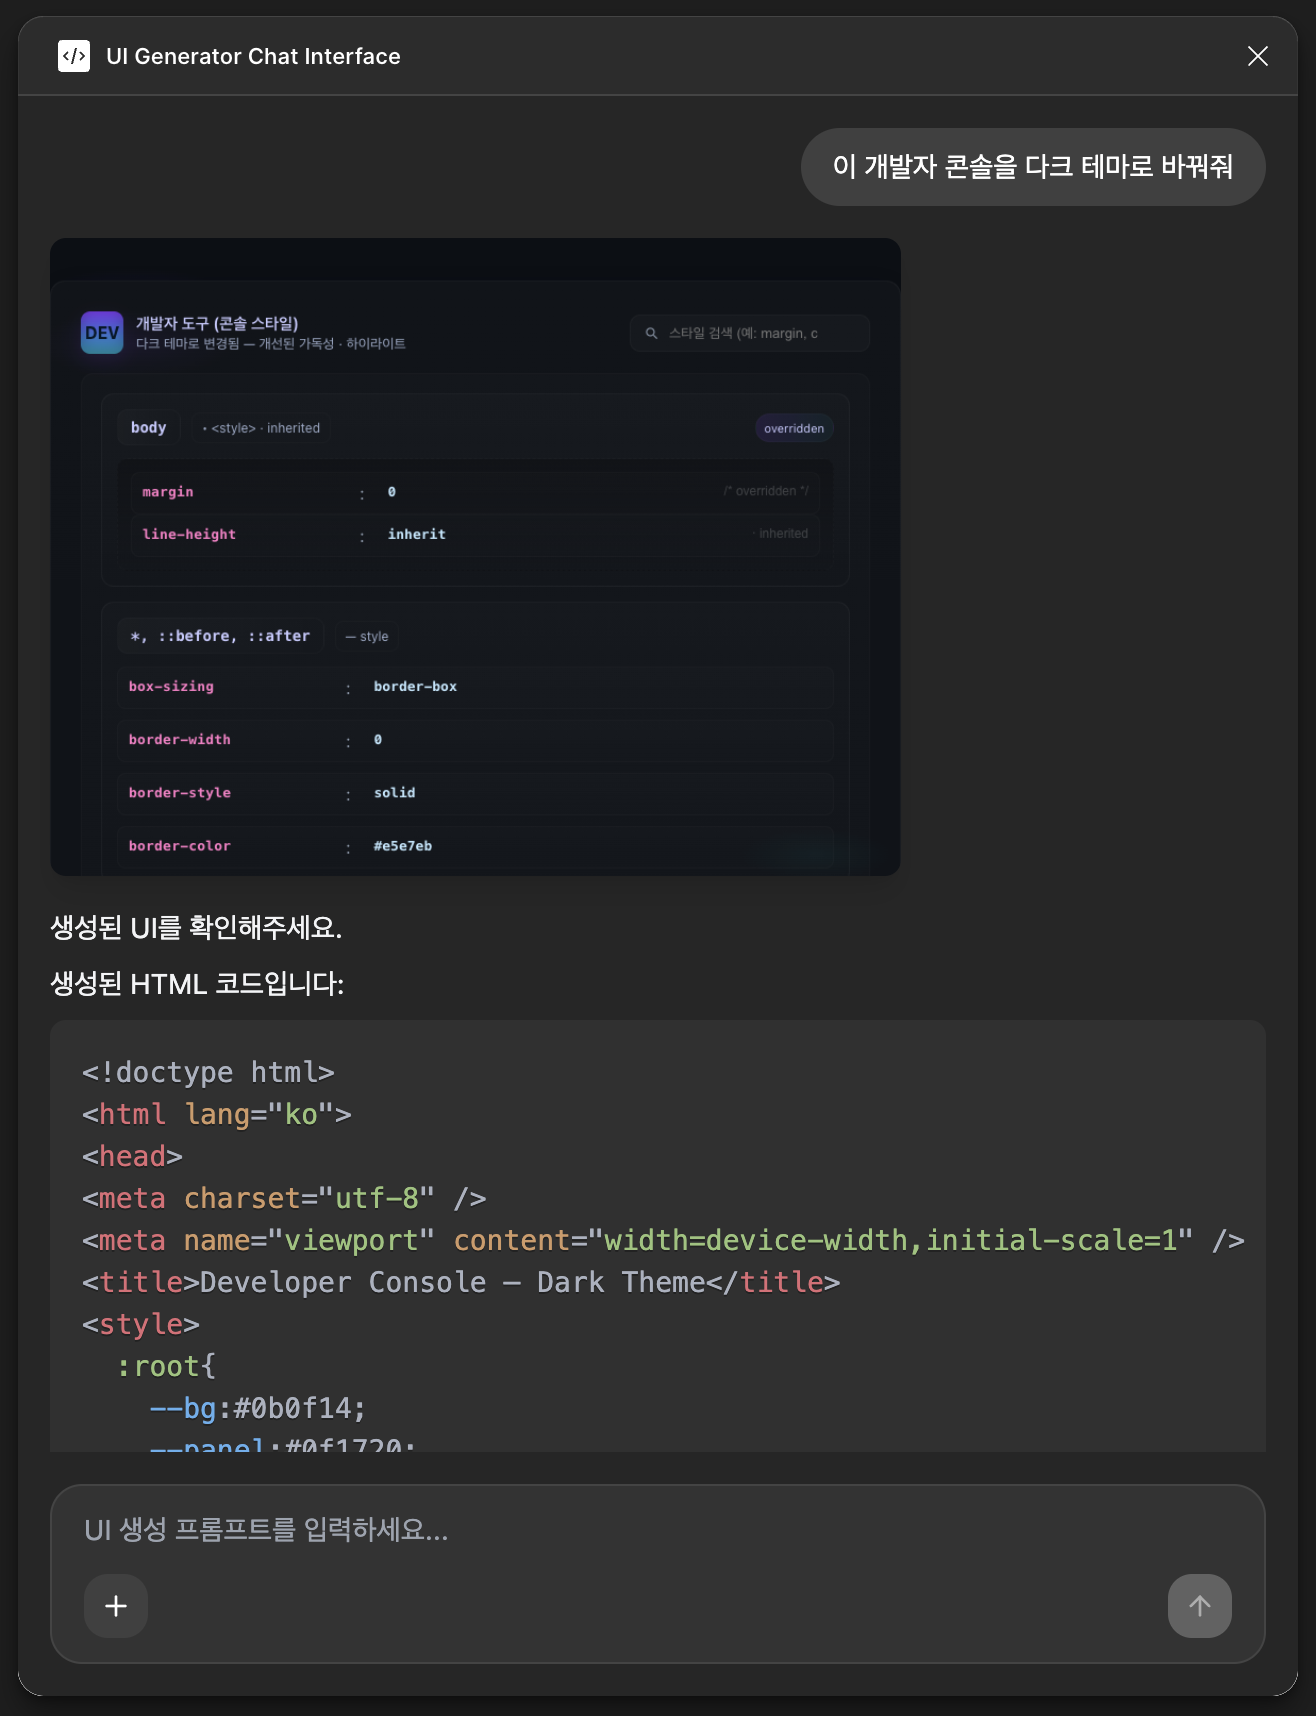 </> UI Generator Chat Interface
이 개발자 콘솔을 다크 테마로 바꿔줘
DEV
개발자 도구 (콘솔 스타일)
다크 테마로 변경됨 — 개선된 가독성 · 하이라이트
스타일 검색 (예: margin, c
body • <style> · inherited overridden
margin : 0 /* overridden */
line-height : inherit · inherited
*, ::before, ::after — style
box-sizing : border-box
border-width : 0
border-style : solid
border-color : #e5e7eb
생성된 UI를 확인해주세요.
생성된 HTML 코드입니다:
<!doctype html>
<html lang="ko">
<head>
<meta charset="utf-8" />
<meta name="viewport" content="width=device-width,initial-scale=1" />
<title>Developer Console — Dark Theme</title>
<style>
:root{
--bg:#0b0f14;
--panel:#0f1720;
UI 생성 프롬프트를 입력하세요...